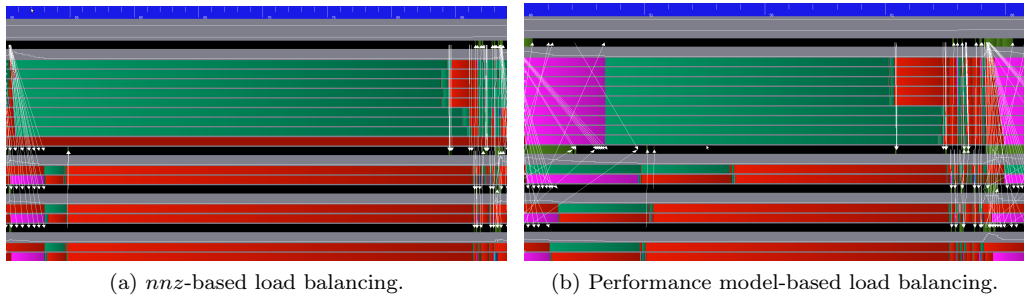 (a) nnz-based load balancing.
(b) Performance model-based load balancing.